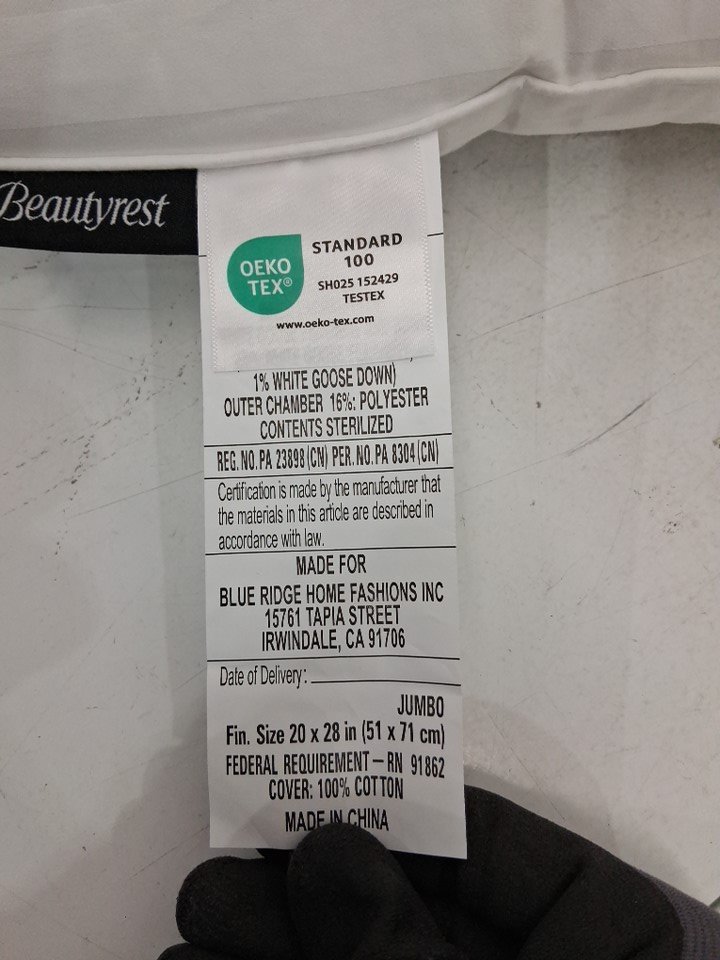 Beautyrest
OEKO
TEX®
STANDARD
100
SH025 152429
TESTEX
www.oeko-tex.com
1% WHITE GOOSE DOWN)
OUTER CHAMBER 16%: POLYESTER
CONTENTS STERILIZED
REG. NO. PA 23898 (CN) PER. NO. PA 8304 (CN)
Certification is made by the manufacturer that
the materials in this article are described in
accordance with law.
MADE FOR
BLUE RIDGE HOME FASHIONS INC
15761 TAPIA STREET
IRWINDALE, CA 91706
Date of Delivery:
JUMBO
Fin. Size 20 x 28 in (51 x 71 cm)
FEDERAL REQUIREMENT — RN 91862
COVER: 100% COTTON
MADE IN CHINA